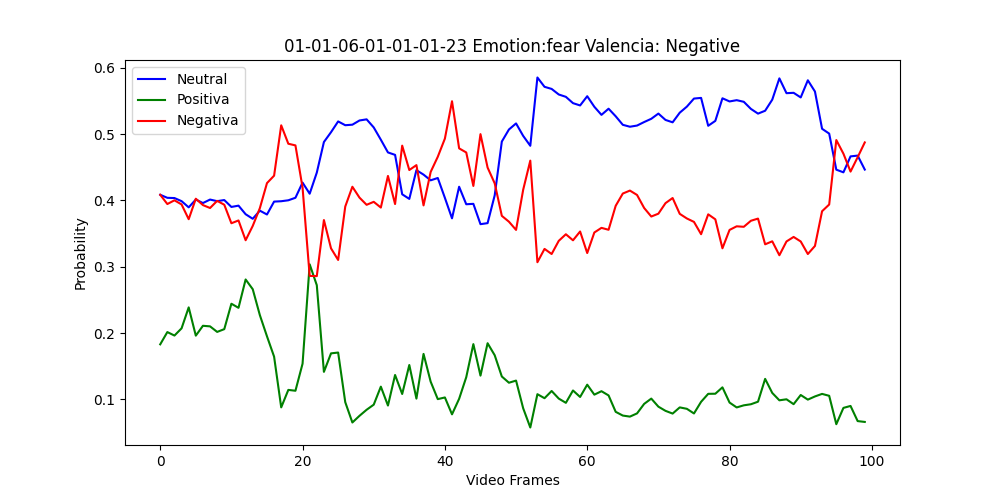 01-01-06-01-01-01-23 Emotion:fear Valencia: Negative
Neutral
Positiva
Negativa
Probability
0.6
0.5
0.4
0.3
0.2
0.1
0 20 40 60 80 100
Video Frames